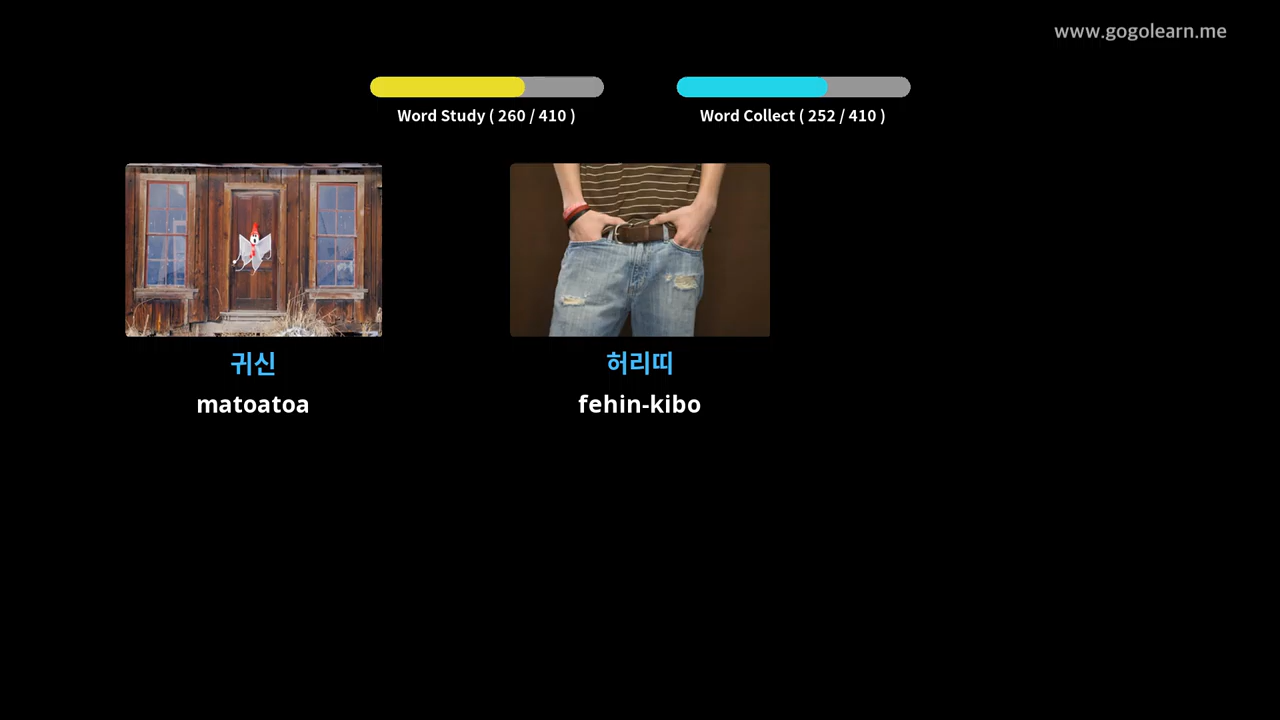 www.gogolearn.me
Word Study ( 260 / 410 )
Word Collect ( 252 / 410 )
귀신
matoatoa
허리띠
fehin-kibo